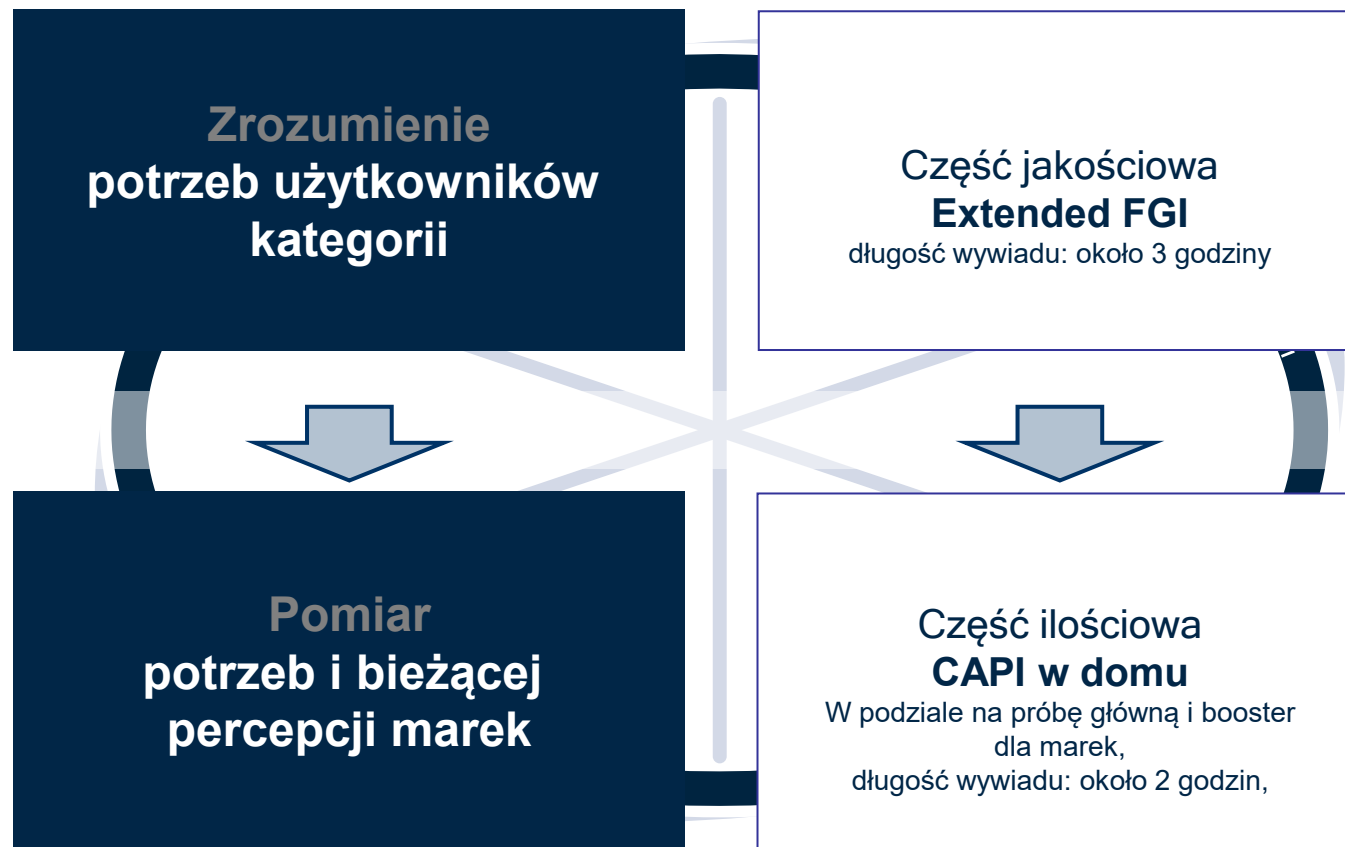 Zrozumienie
potrzeb użytkowników
kategorii
Część jakościowa
Extended FGI
długość wywiadu: około 3 godziny
Pomiar
potrzeb i bieżącej
percepcji marek
Część ilościowa
CAPI w domu
W podziale na próbę główną i booster
dla marek,
długość wywiadu: około 2 godzin,